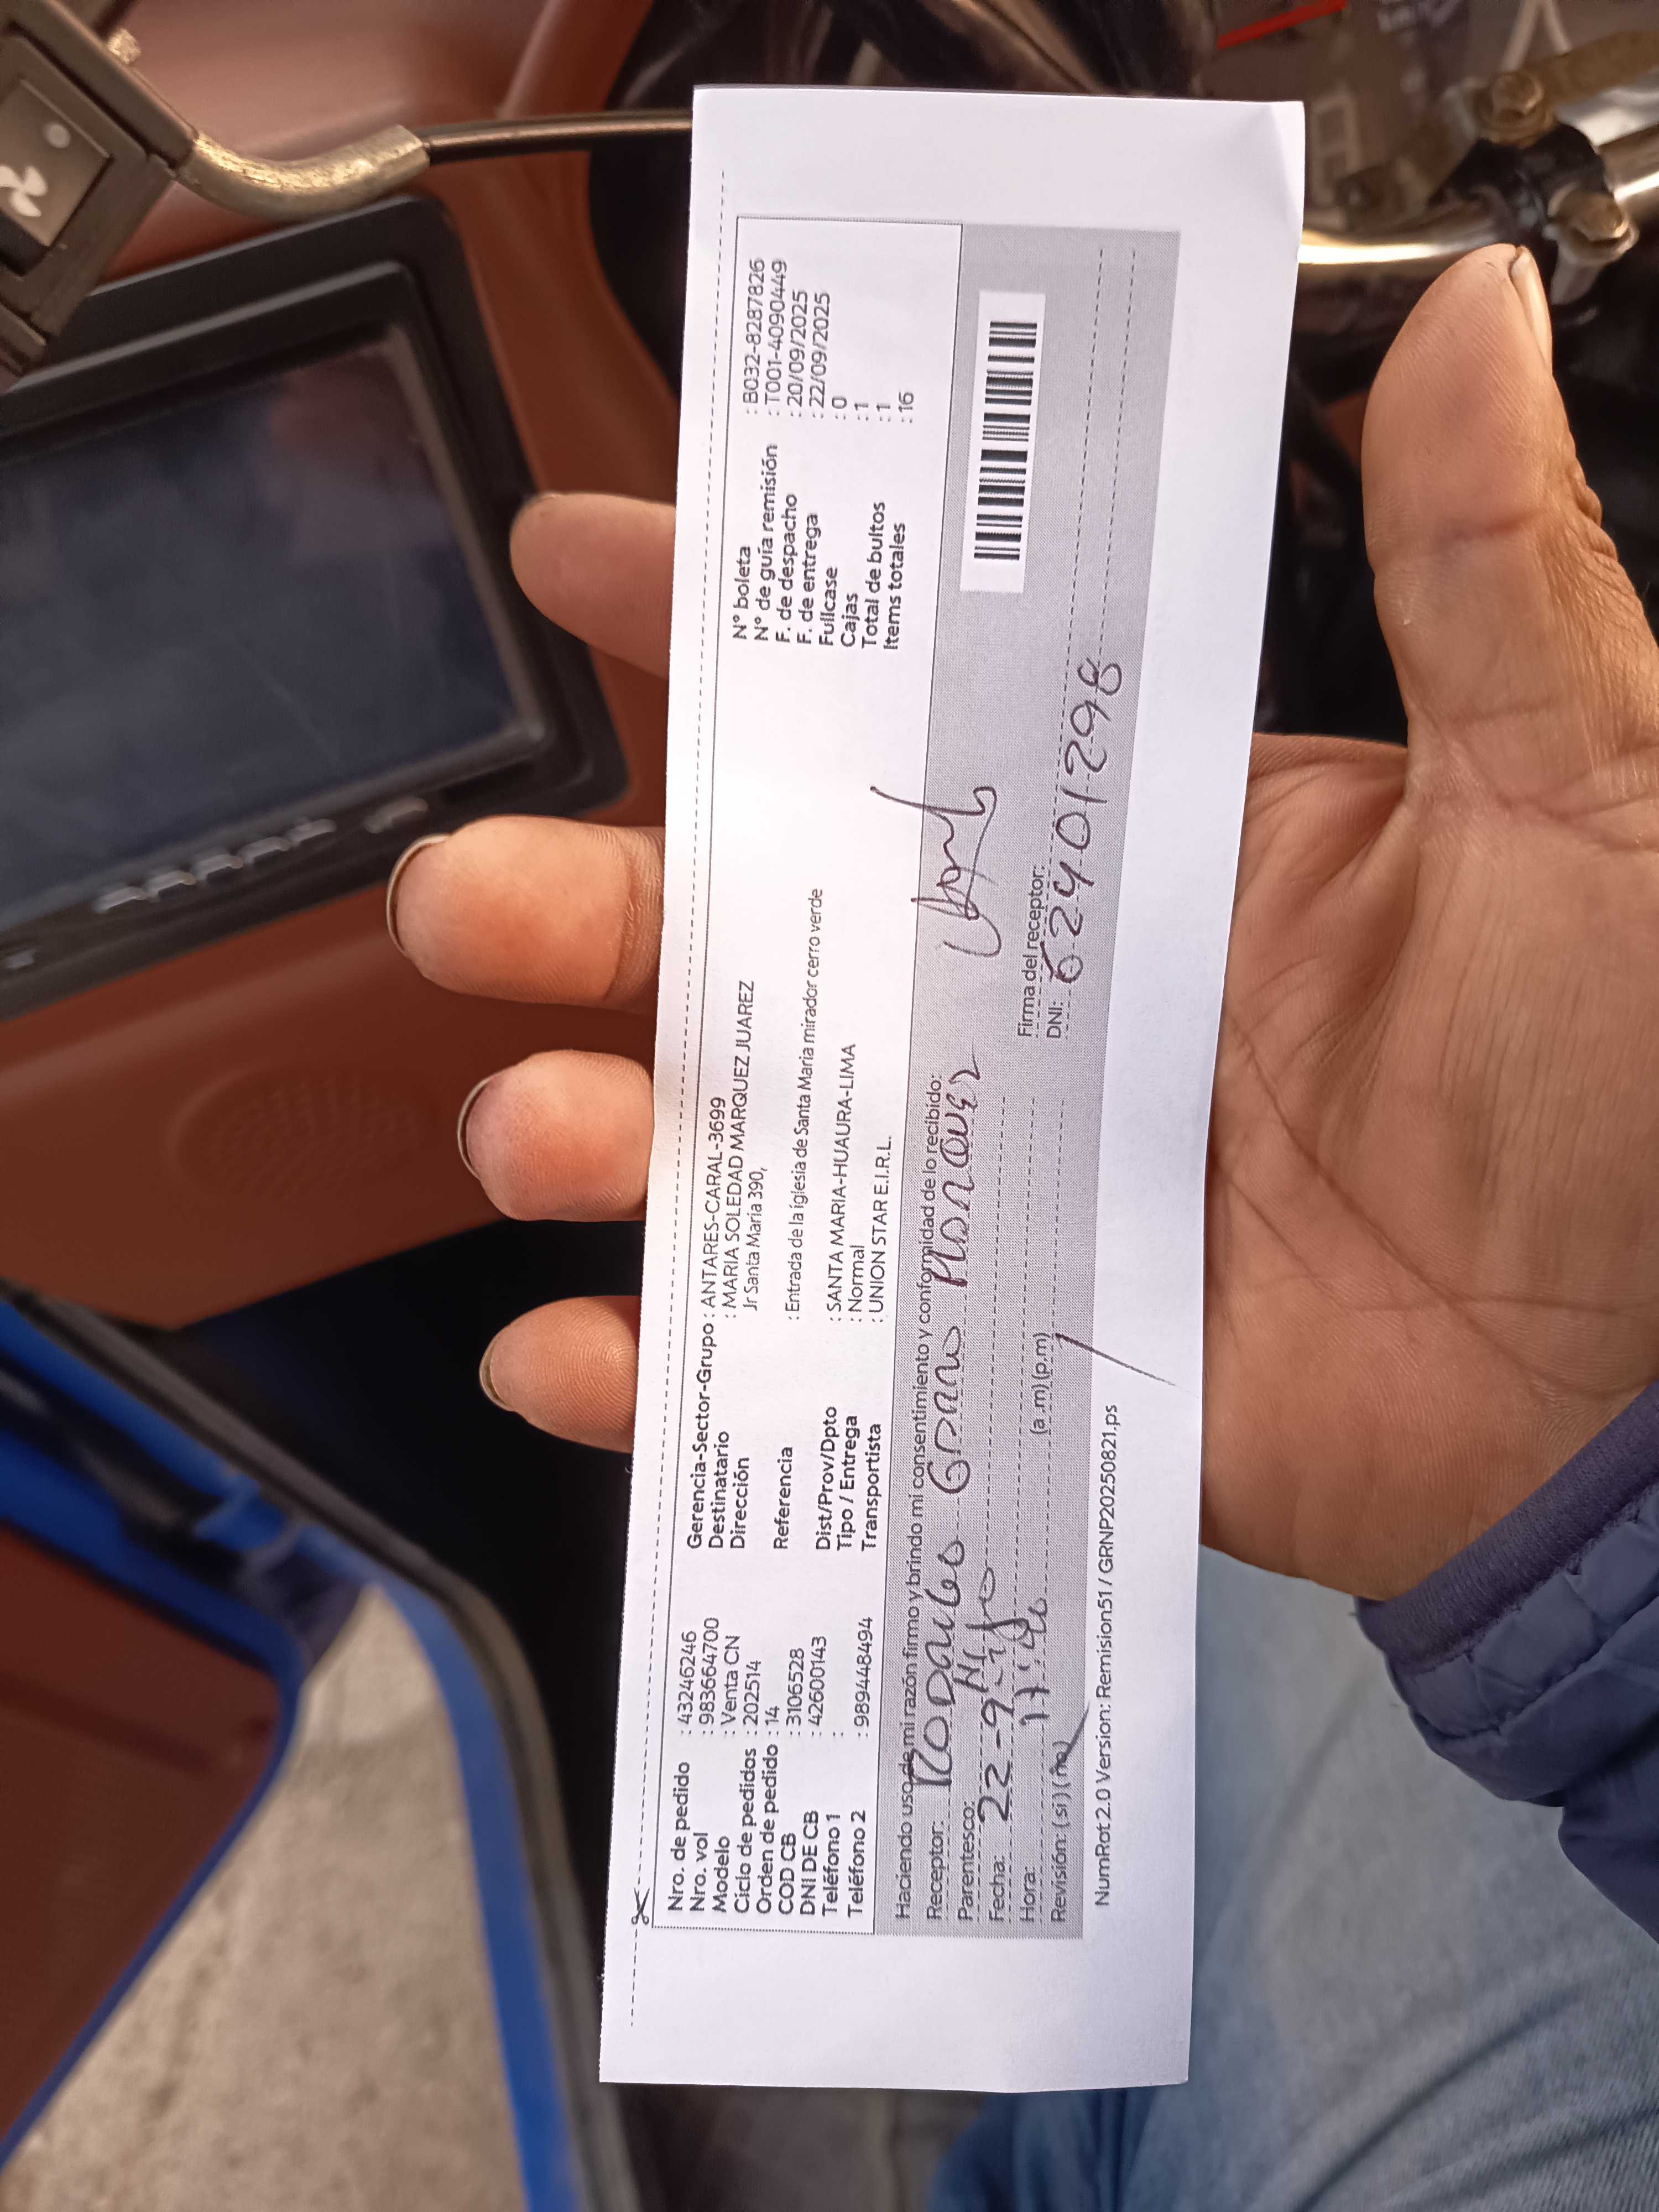 Nro. de pedido : 43246246
Nro. vol : 983664700
Modelo : Venta CN
Ciclo de pedidos : 202514
Orden de pedido : 14
COD CB : 3106528
DNI DE CB : 42600143
Teléfono 1 :
Teléfono 2 : 989448494
Gerencia-Sector-Grupo : ANTARES-CARAL-3699
Destinatario : MARIA SOLEDAD MARQUEZ JUAREZ
Dirección Jr Santa Maria 390,
Referencia : Entrada de la iglesia de Santa Maria mirador cerro verde
Dist/Prov/Dpto : SANTA MARIA-HUAURA-LIMA
Tipo / Entrega : Normal
Transportista : UNION STAR E.I.R.L.
N° boleta : B032-8287826
N° de guía remisión : T001-4090449
F. de despacho : 20/09/2025
F. de entrega : 22/09/2025
Fullcase : 0
Cajas : 1
Total de bultos : 1
Items totales : 16
Haciendo uso de mi razón firmo y brindo mi consentimiento y conformidad de lo recibido:
Receptor:
Parentesco: Hijo
Fecha: 22-9-
Hora: 11:40 (a .m) (p.m)
Revisión: ( si ) ( no )
Firma del receptor:
DNI: 62401298
NumRot 2.0 Version: Remision51 / GRNP20250821.ps